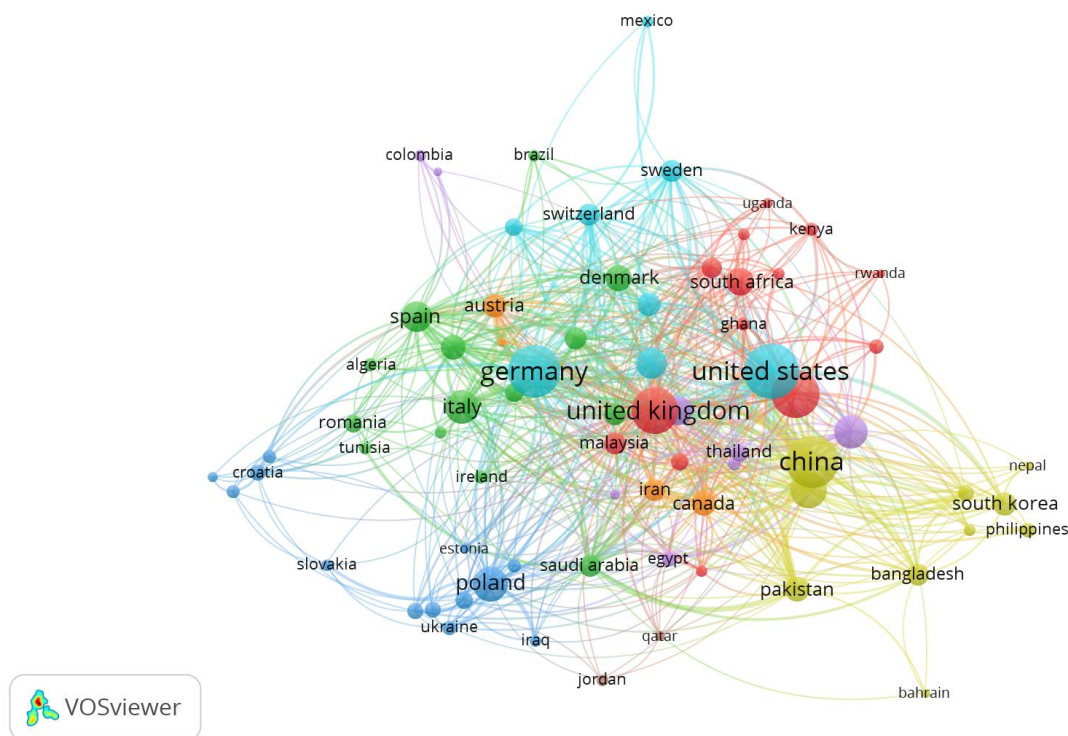 mexico
colombia
brazil
sweden
uganda
switzerland
kenya
rwanda
denmark
south africa
austria
spain
ghana
algeria
germany
united states
italy
united kingdom
romania
malaysia
tunisia
thailand
china
croatia
ireland
nepal
iran
canada
south korea
philippines
estonia
egypt
slovakia
saudi arabia
bangladesh
poland
pakistan
ukraine
iraq
qatar
jordan
bahrain
VOSviewer